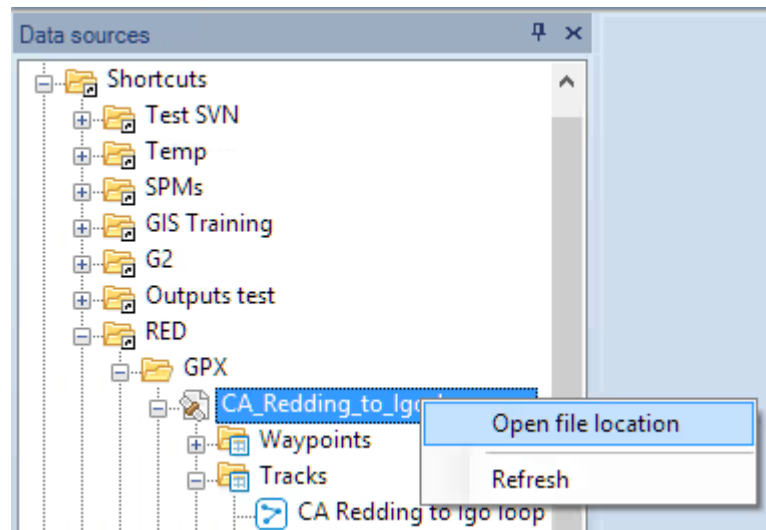 Data sources
Shortcuts
Test SVN
Temp
SPMs
GIS Training
G2
Outputs test
RED
GPX
CA_Redding_to_Igo
Open file location
Waypoints
Refresh
Tracks
CA Redding to Igo loop